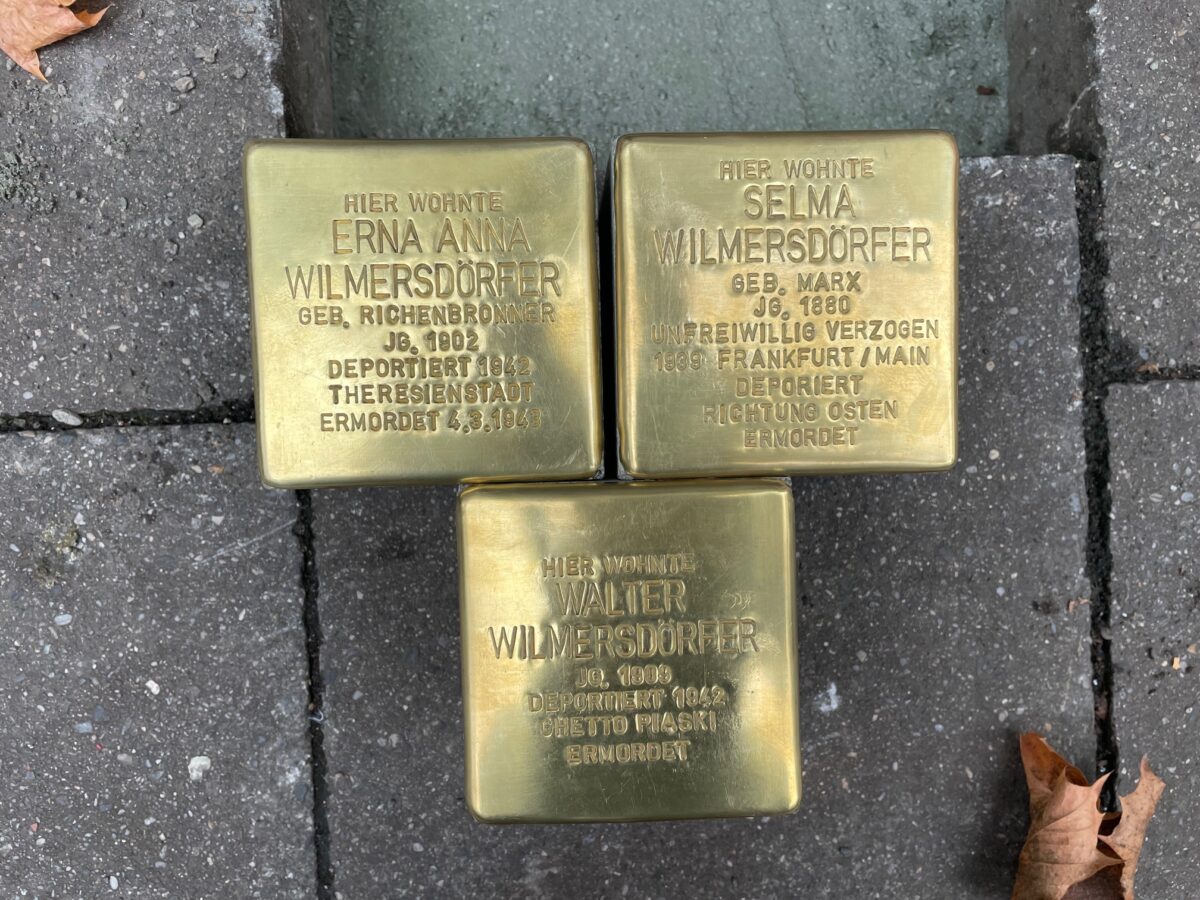 HIER WOHNTE
ERNA ANNA
WILMERSDÖRFER
GEB. RICHENBRONNER
JG. 1902
DEPORTIERT 1942
THERESIENSTADT
ERMORDET 4.3.1943
HIER WOHNTE
SELMA
WILMERSDÖRFER
GEB. MARX
JG. 1880
UNFREIWILLIG VERZOGEN
1939 FRANKFURT/MAIN
DEPORIERT
RICHTUNG OSTEN
ERMORDET
HIER WOHNTE
WALTER
WILMERSDÖRFER
JG. 1909
DEPORTIERT 1942
GHETTO PIASKI
ERMORDET